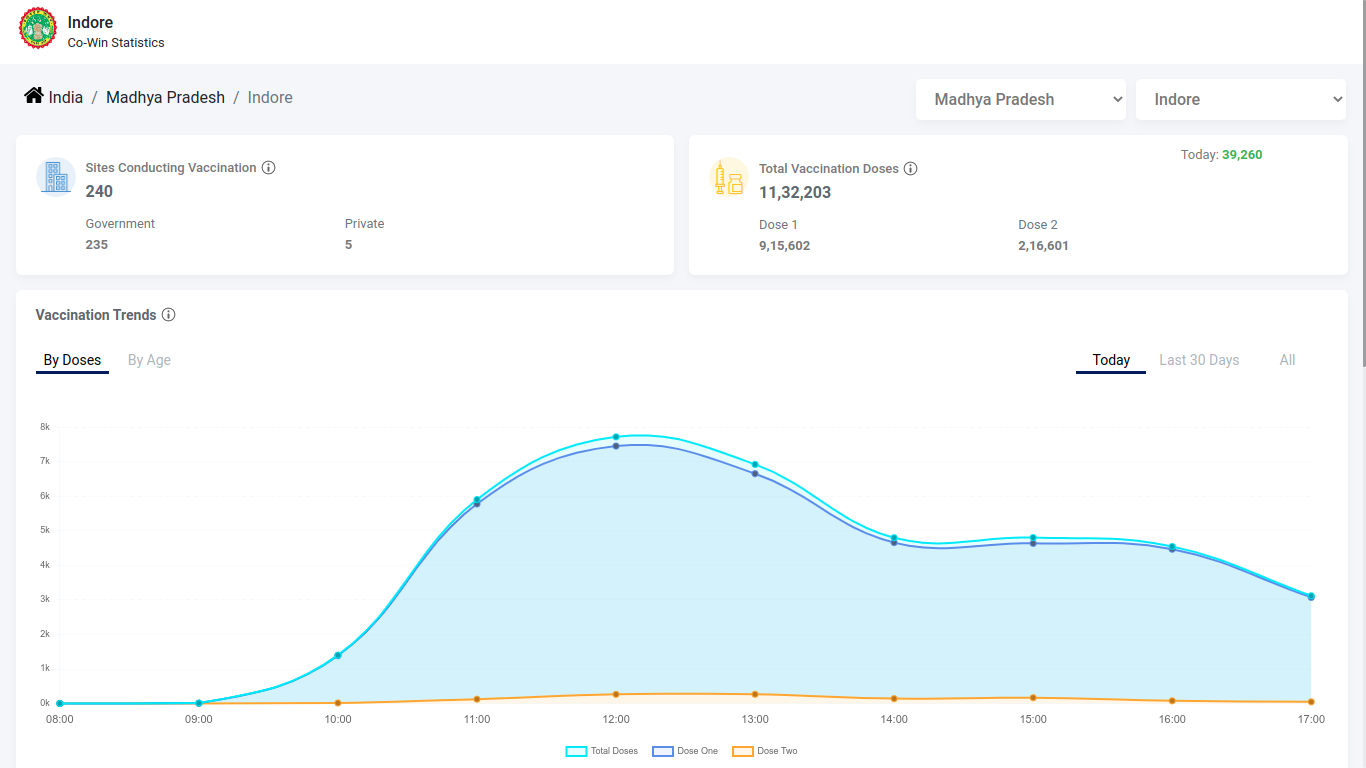 Indore
Co-Win Statistics
India / Madhya Pradesh / Indore
Madhya Pradesh
Indore
Sites Conducting Vaccination
240
Government
Private
235
5
Today: 39,260
Total Vaccination Doses
11,32,203
Dose 1
Dose 2
9,15,602
2,16,601
Vaccination Trends
By Doses
By Age
Today
Last 30 Days
All
8k
7k
6k
5k
4k
3k
2k
1k
0k
08:00 09:00 10:00 11:00 12:00 13:00 14:00 15:00 16:00 17:00
Total Doses
Dose One
Dose Two